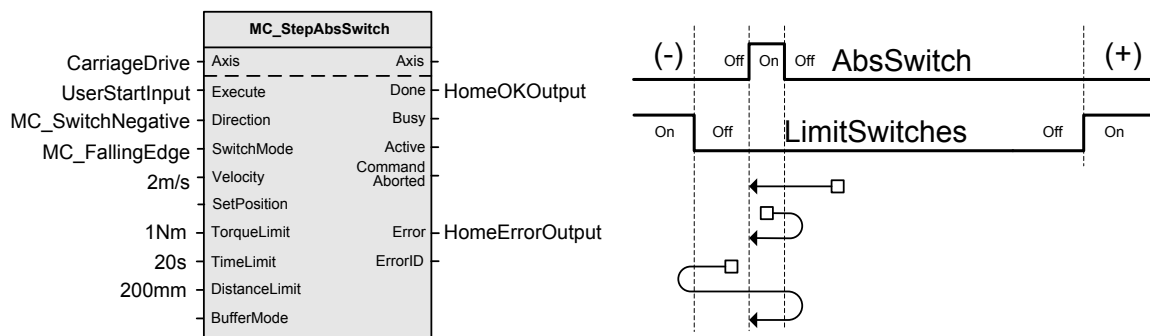 MC_StepAbsSwitch
CarriageDrive Axis Axis
UserStartInput Execute Done HomeOKOutput
MC_SwitchNegative Direction Busy
MC_FallingEdge SwitchMode Active
2m/s Velocity Command
Aborted
SetPosition
1Nm TorqueLimit Error HomeErrorOutput
20s TimeLimit ErrorID
200mm DistanceLimit
BufferMode
(-) Off On Off AbsSwitch (+)
On Off LimitSwitches Off On